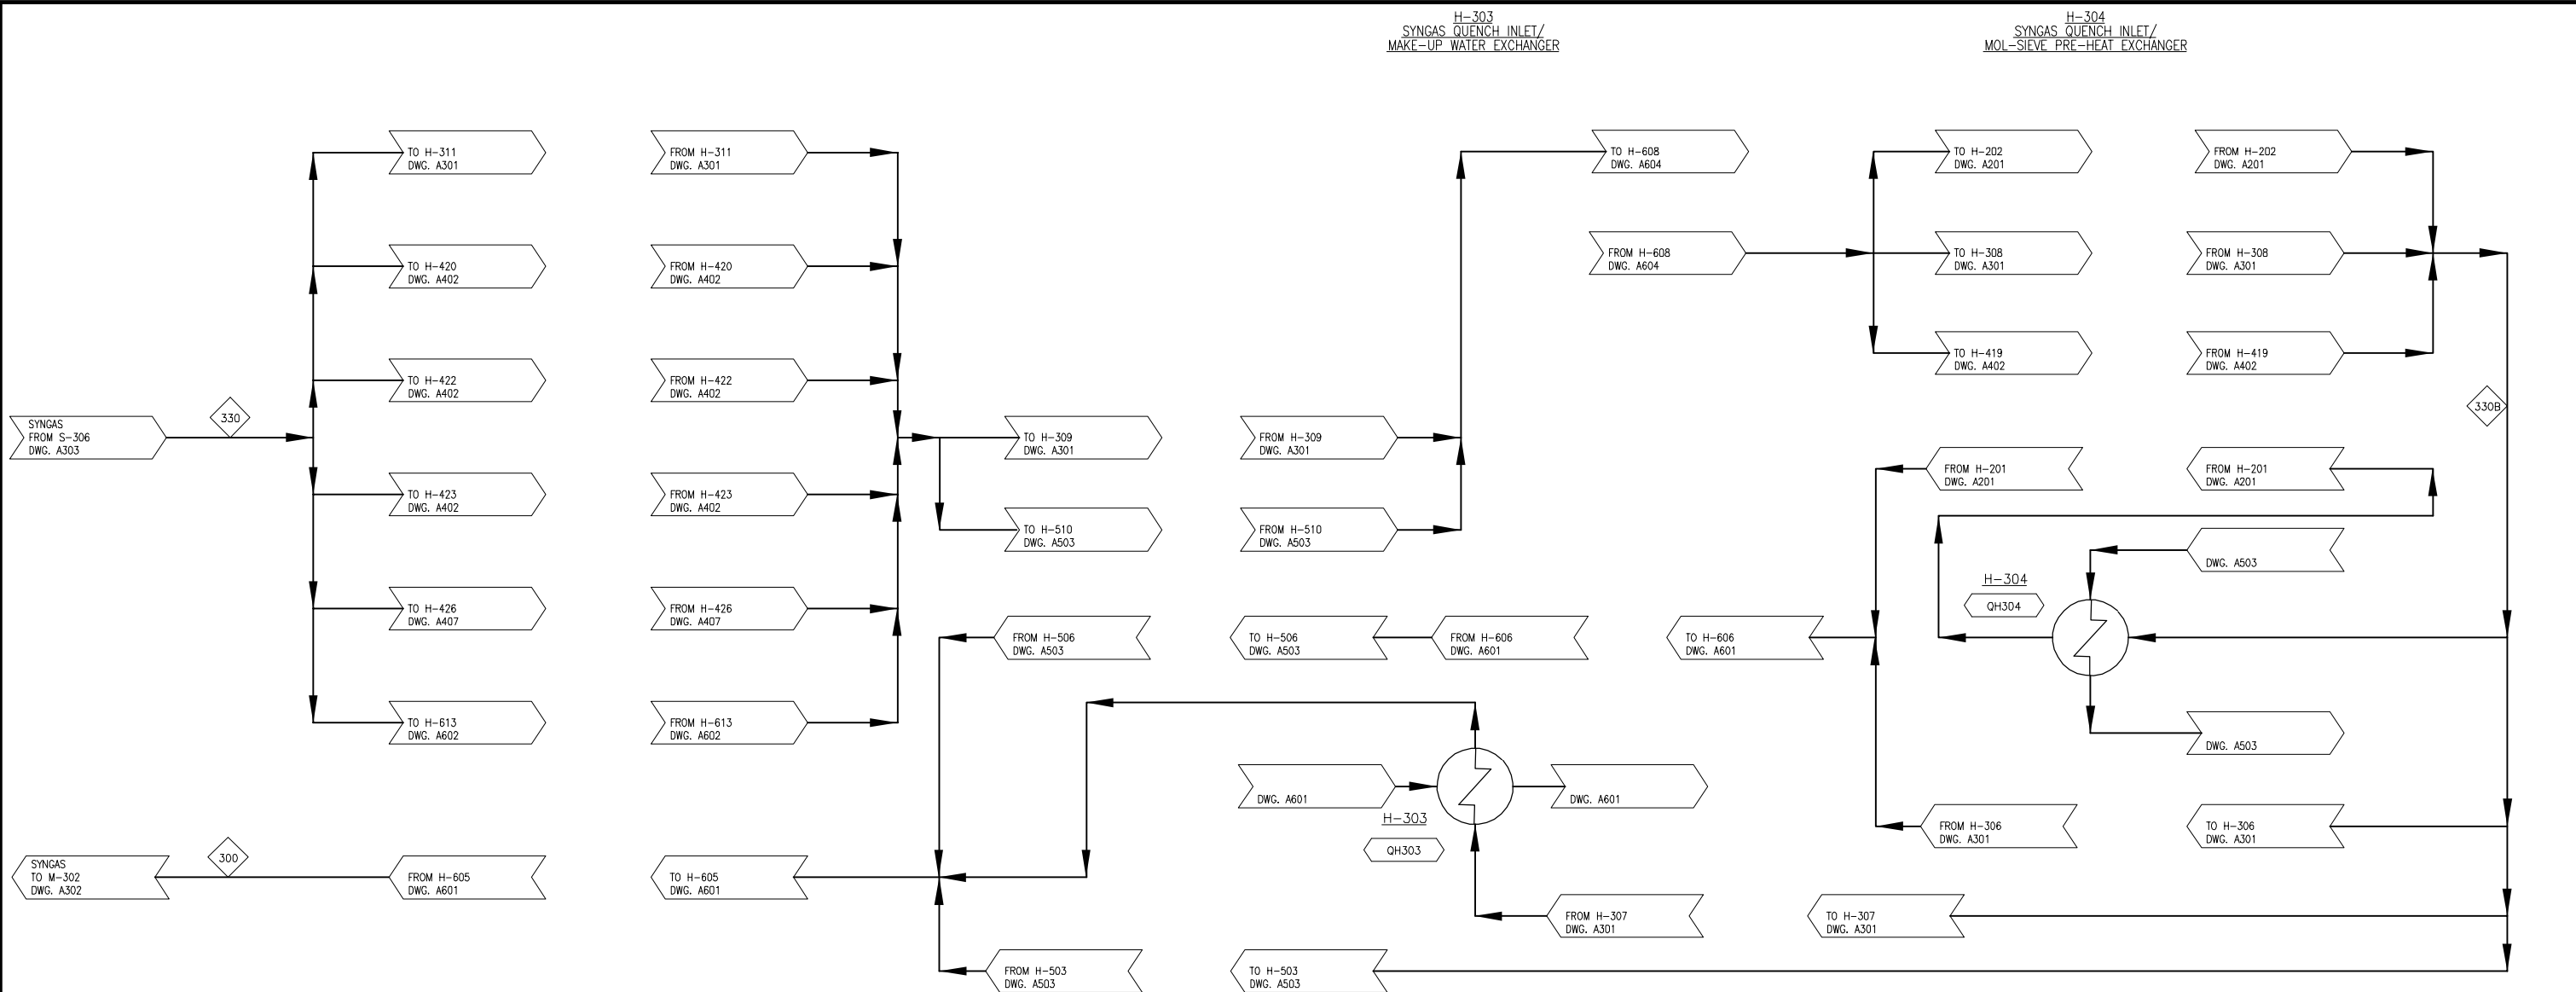 H-303
SYNGAS QUENCH INLET/
MAKE-UP WATER EXCHANGER
H-304
SYNGAS QUENCH INLET/
MOL-SIEVE PRE-HEAT EXCHANGER
TO H-311
DWG. A301
FROM H-311
DWG. A301
TO H-608
DWG. A604
TO H-202
DWG. A201
FROM H-202
DWG. A201
TO H-420
DWG. A402
FROM H-420
DWG. A402
FROM H-608
DWG. A604
TO H-308
DWG. A301
FROM H-308
DWG. A301
TO H-422
DWG. A402
FROM H-422
DWG. A402
TO H-419
DWG. A402
FROM H-419
DWG. A402
330B
SYNGAS
FROM S-306
DWG. A303
330
TO H-309
DWG. A301
FROM H-309
DWG. A301
FROM H-201
DWG. A201
FROM H-201
DWG. A201
TO H-423
DWG. A402
FROM H-423
DWG. A402
TO H-510
DWG. A503
FROM H-510
DWG. A503
DWG. A503
H-304
QH304
TO H-426
DWG. A407
FROM H-426
DWG. A407
FROM H-506
DWG. A503
TO H-506
DWG. A503
FROM H-606
DWG. A601
TO H-606
DWG. A601
TO H-613
DWG. A602
FROM H-613
DWG. A602
DWG. A503
DWG. A601
DWG. A601
H-303
QH303
FROM H-306
DWG. A301
TO H-306
DWG. A301
SYNGAS
TO M-302
DWG. A302
300
FROM H-605
DWG. A601
TO H-605
DWG. A601
FROM H-307
DWG. A301
TO H-307
DWG. A301
FROM H-503
DWG. A503
TO H-503
DWG. A503